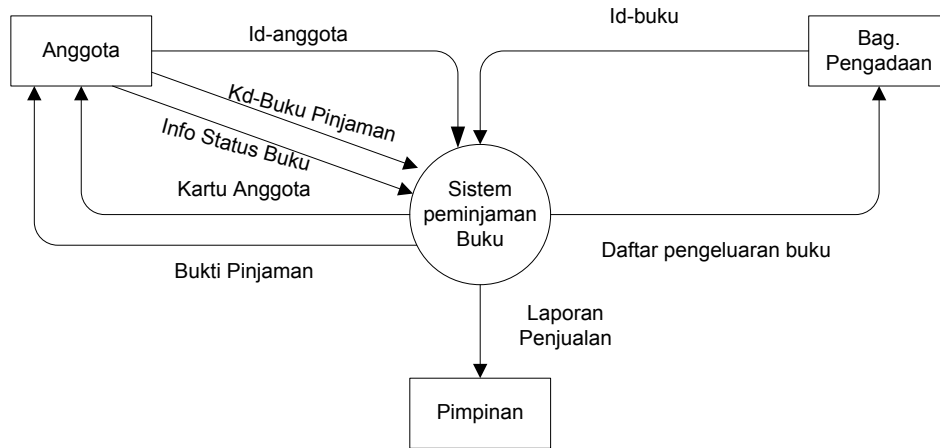 Id-anggota
Id-buku
Anggota
Bag.
Pengadaan
Kd-Buku Pinjaman
Info Status Buku
Kartu Anggota
Sistem
peminjaman
Buku
Bukti Pinjaman
Daftar pengeluaran buku
Laporan
Penjualan
Pimpinan